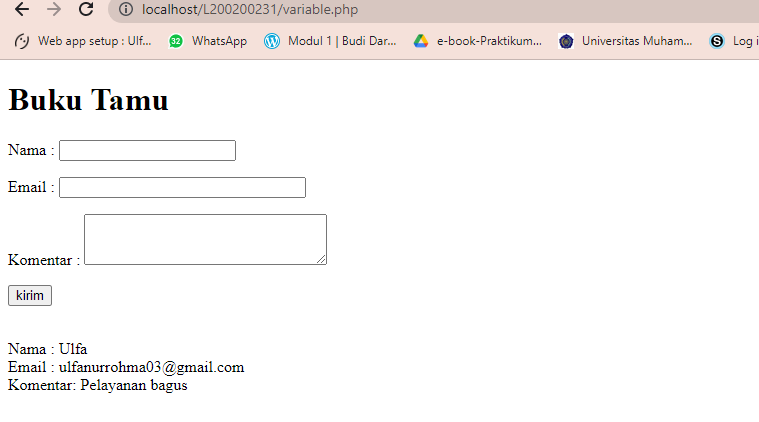 localhost/L200200231/variable.php
Web app setup : Ulf... 32 WhatsApp Modul 1 | Budi Dar... e-book-Praktikum... Universitas Muham... S Log i
Buku Tamu
Nama :
Email :
Komentar :
kirim
Nama : Ulfa
Email : ulfanurrohma03@gmail.com
Komentar: Pelayanan bagus